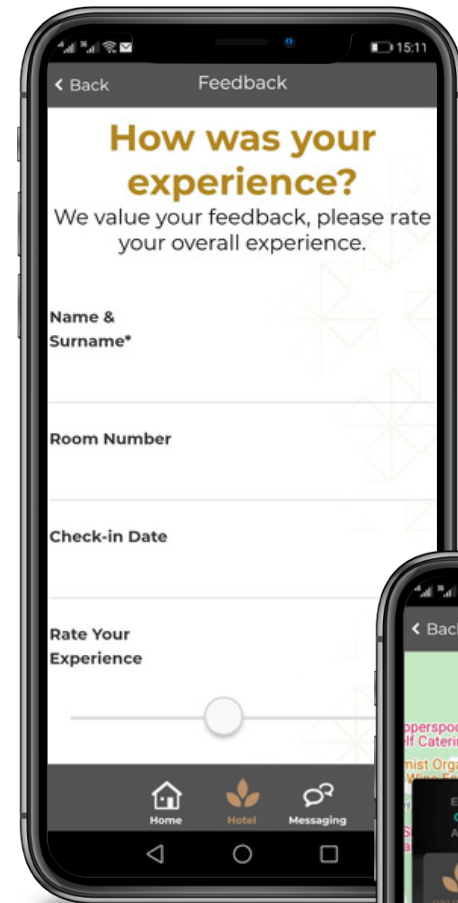 15:11
Back
Feedback
How was your
experience?
We value your feedback, please rate
your overall experience.
Name &
Surname*
Room Number
Check-in Date
Rate Your
Experience
Home
Hotel
Messaging